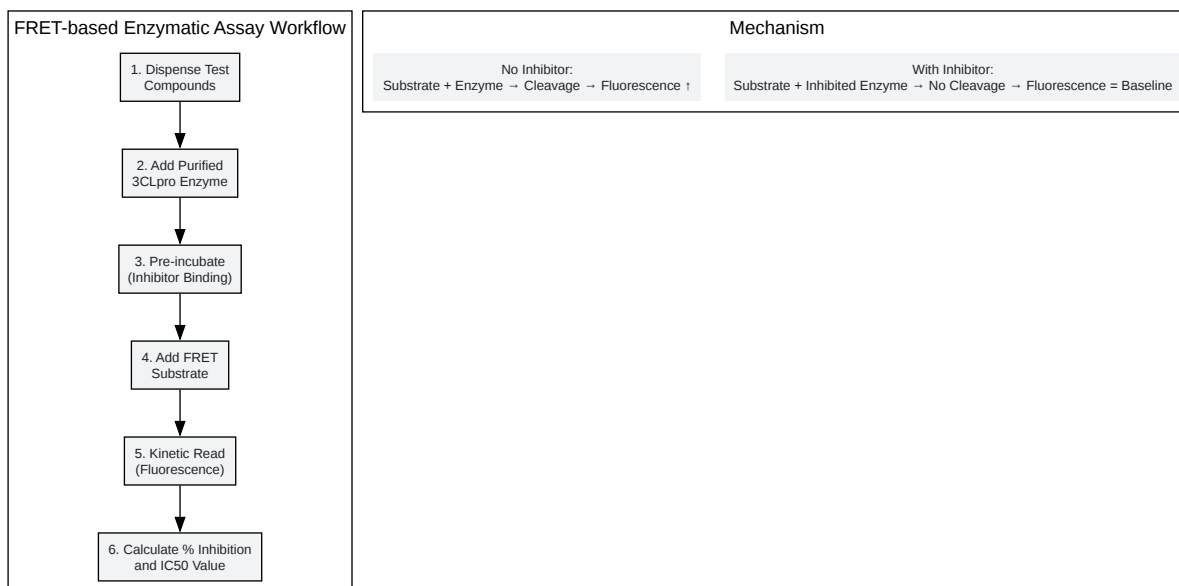 FRET-based Enzymatic Assay Workflow
1. Dispense Test
Compounds
2. Add Purified
3CLpro Enzyme
3. Pre-incubate
(Inhibitor Binding)
4. Add FRET
Substrate
5. Kinetic Read
(Fluorescence)
6. Calculate % Inhibition
and IC50 Value
Mechanism
No Inhibitor:
Substrate + Enzyme → Cleavage → Fluorescence ↑
With Inhibitor:
Substrate + Inhibited Enzyme → No Cleavage → Fluorescence = Baseline